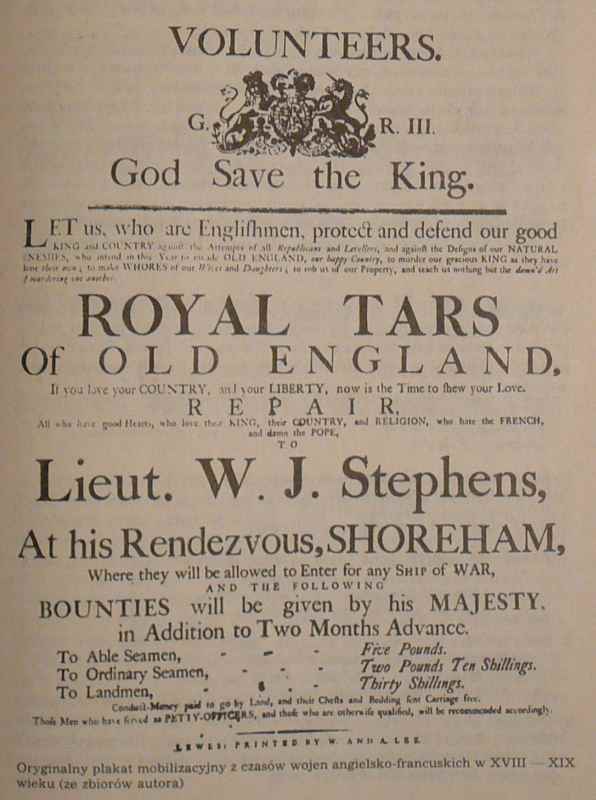 VOLUNTEERS.
G. R. III.
God Save the King.
LET us, who are Engliſhmen, protect and defend our good
KING and COUNTRY againſt the Attempts of all Republicans and Levellers, and againſt the Deſigns of our NATURAL
ENEMIES, who intend in this Year to invade OLD ENGLAND, our happy Country, to murder our gracious KING as they have
done their own; to make WHORES of our Wives and Daughters; to rob us of our Property, and teach us nothing but the damn'd Art
of murdering one another.
ROYAL TARS
Of OLD ENGLAND,
If you love your COUNTRY, and your LIBERTY, now is the Time to ſhew your Love.
REPAIR,
All who have good Hearts, who love their KING, their COUNTRY, and RELIGION, who hate the FRENCH,
and damn the POPE,
TO
Lieut. W. J. Stephens,
At his Rendezvous, SHOREHAM,
Where they will be allowed to Enter for any SHIP of WAR,
AND THE FOLLOWING
BOUNTIES will be given by his MAJESTY,
in Addition to Two Months Advance.
To Able Seamen, - - - Five Pounds.
To Ordinary Seamen, - - - Two Pounds Ten Shillings.
To Landmen, - - - Thirty Shillings.
Conduct-Money paid to go by Land, and their Cheſts and Bedding ſent Carriage free.
Thoſe Men who have ſerved as PETTY-OFFICERS, and thoſe who are otherwiſe qualified, will be recommended accordingly.
LEWES: PRINTED BY W. AND A. LEE.
Oryginalny plakat mobilizacyjny z czasów wojen angielsko-francuskich w XVIII — XIX
wieku (ze zbiorów autora)